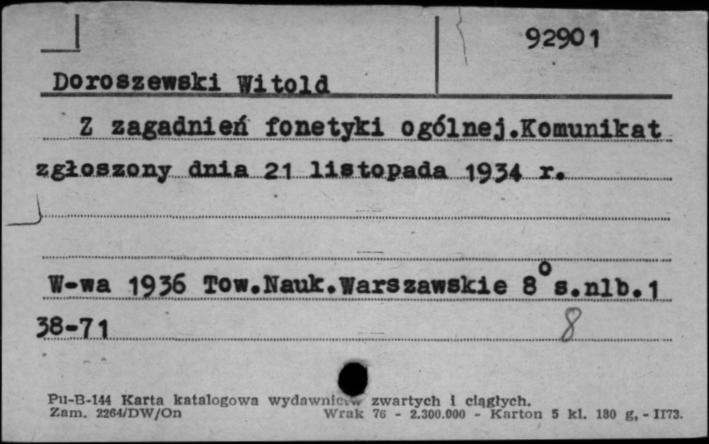 92901
Doroszewski Witold
Z zagadnień fonetyki ogólnej.Komunikat
zgłoszony dnia 21 listopada 1934 r.
W-wa 1936 Tow.Nauk.Warszawskie 8° s.nlb.1
38-71
8
Pu-B-144 Karta katalogowa wydawnictw zwartych i ciągłych.
Zam. 2264/DW/On Wrak 76 - 2.300.000 - Karton 5 kl. 180 g, - II73.